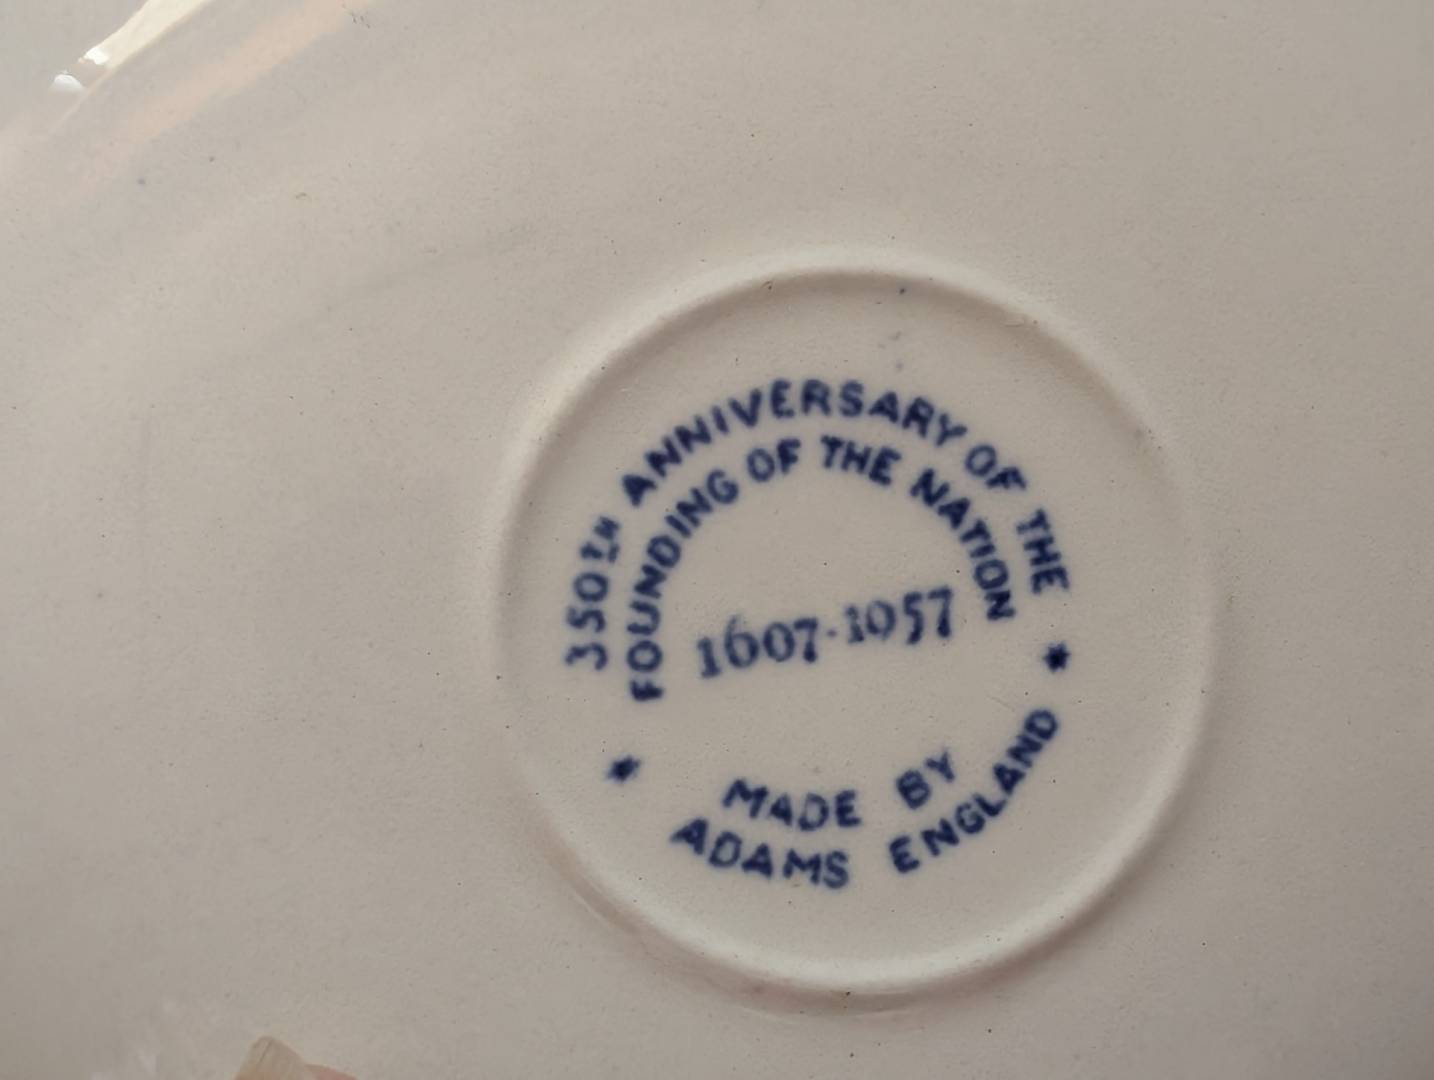 350TH ANNIVERSARY OF THE
FOUNDING OF THE NATION
1607-1957
MADE BY
ADAMS ENGLAND